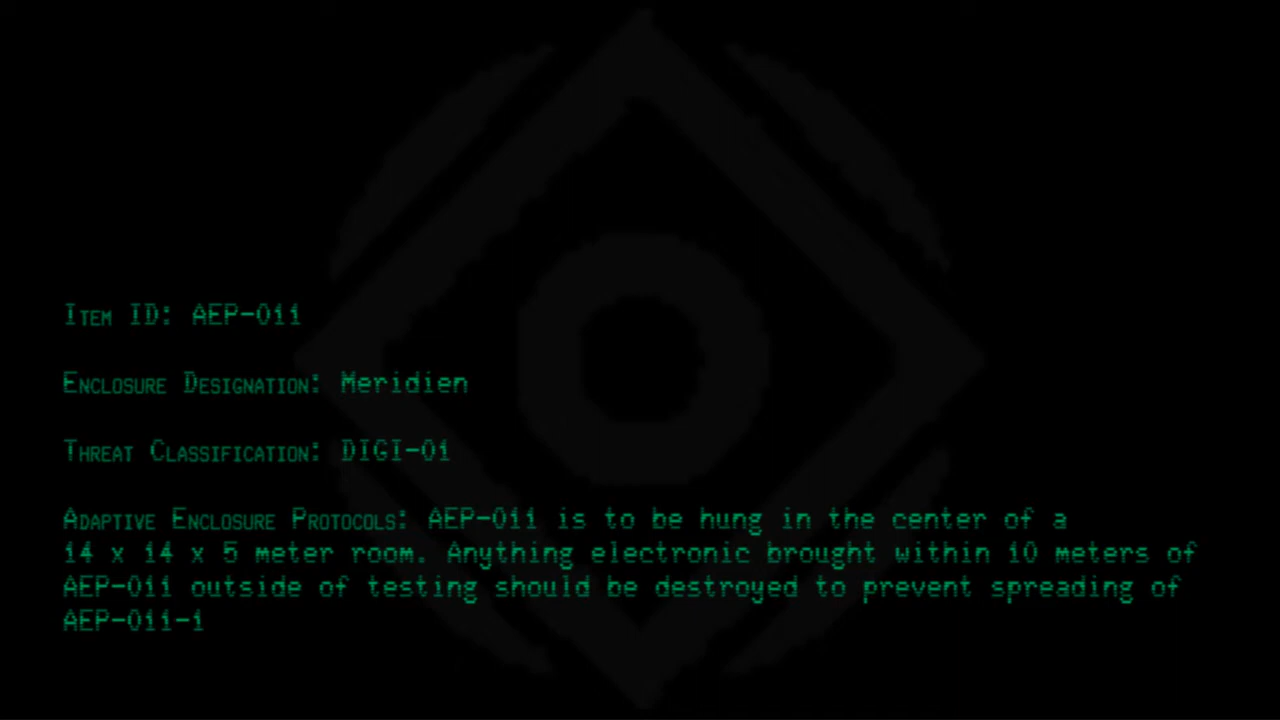 Item ID: AEP-011
Enclosure Designation: Meridien
Threat Classification: DIGI-01
Adaptive Enclosure Protocols: AEP-011 is to be hung in the center of a
14 x 14 x 5 meter room. Anything electronic brought within 10 meters of
AEP-011 outside of testing should be destroyed to prevent spreading of
AEP-011-1